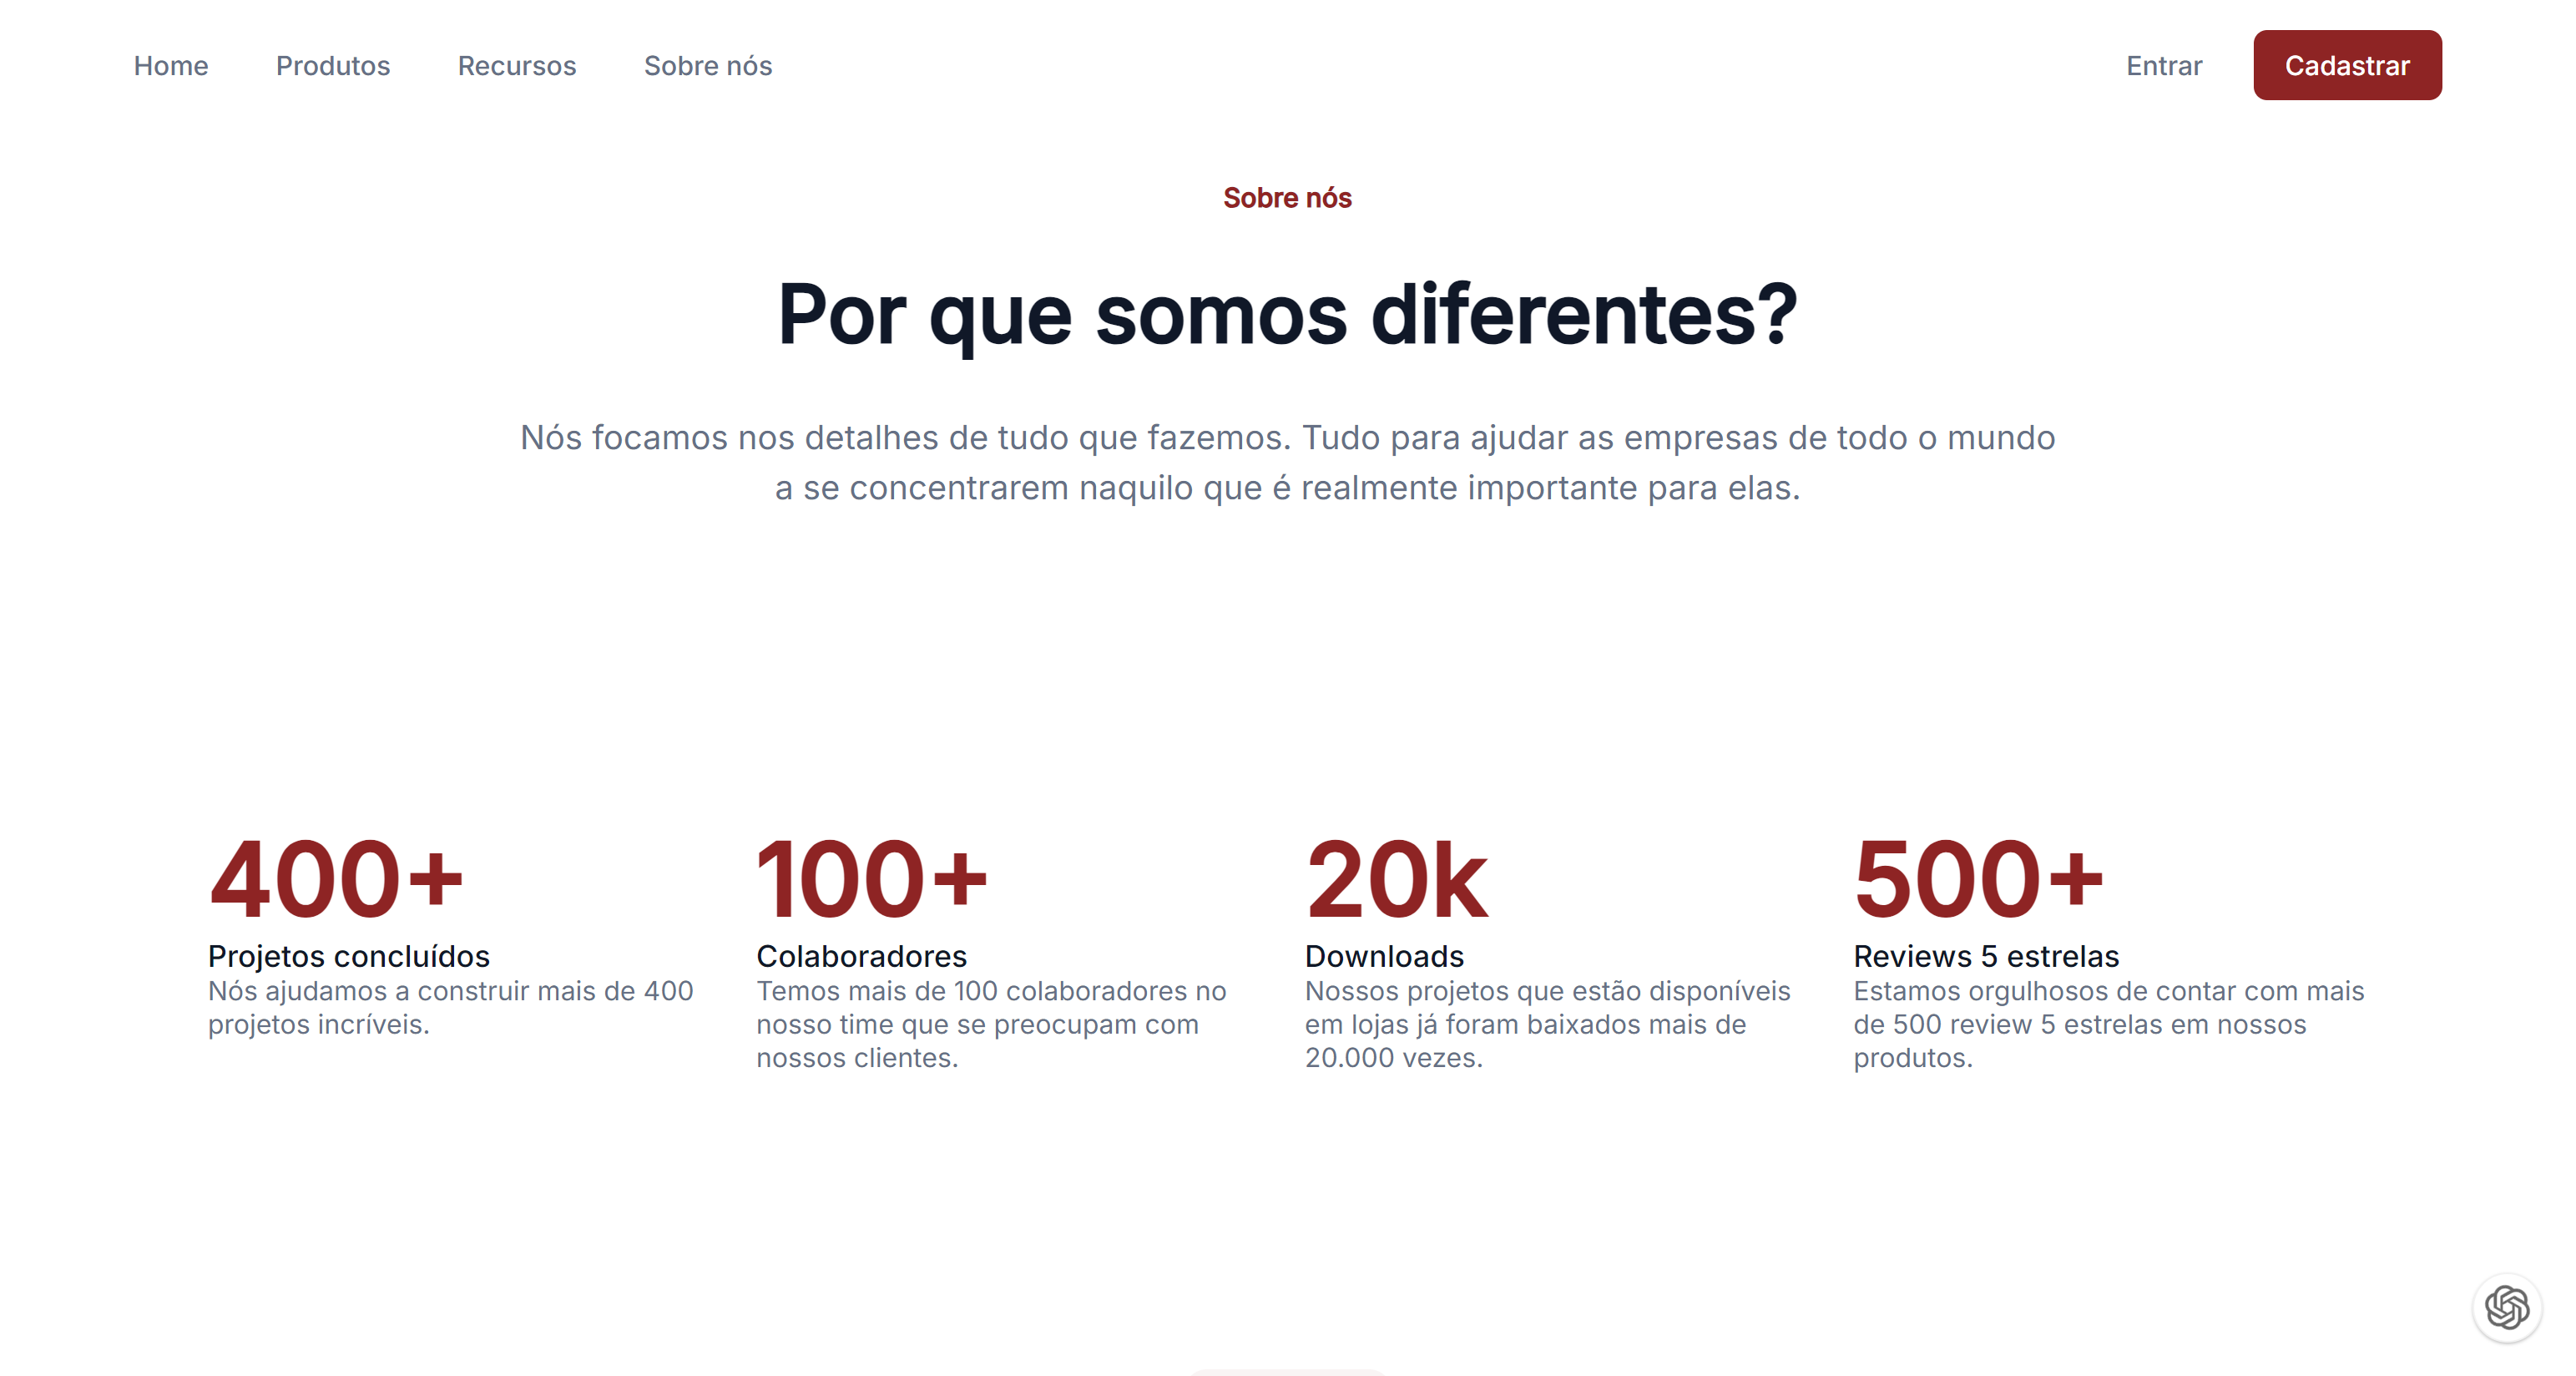 Home Produtos Recursos Sobre nós Entrar Cadastrar
Sobre nós
Por que somos diferentes?
Nós focamos nos detalhes de tudo que fazemos. Tudo para ajudar as empresas de todo o mundo
a se concentrarem naquilo que é realmente importante para elas.
400+
Projetos concluídos
Nós ajudamos a construir mais de 400
projetos incríveis.
100+
Colaboradores
Temos mais de 100 colaboradores no
nosso time que se preocupam com
nossos clientes.
20k
Downloads
Nossos projetos que estão disponíveis
em lojas já foram baixados mais de
20.000 vezes.
500+
Reviews 5 estrelas
Estamos orgulhosos de contar com mais
de 500 review 5 estrelas em nossos
produtos.